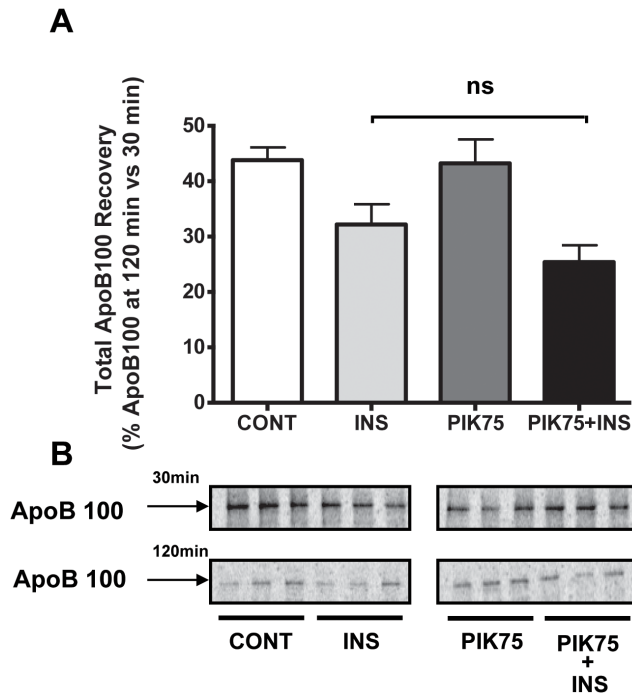 A
ns
Total ApoB100 Recovery
(% ApoB100 at 120 min vs 30 min)
50
40
30
20
10
0
CONT INS PIK75 PIK75+INS
B
30min
ApoB 100
120min
ApoB 100
CONT INS PIK75 PIK75
+
INS